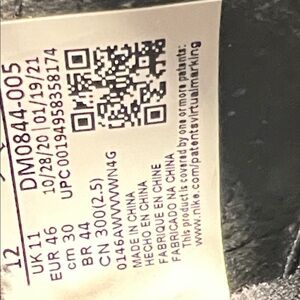 12 DM0844-005
UK 11 10/28/20 | 01/19/21
EUR 46 UPC 00194958358174
cm 30
BR 44
CN 300(2.5)
0146AWVVWN4G
MADE IN CHINA
HECHO EN CHINA
FABRIQUE EN CHINE
FABRICADO NA CHINA
This product is covered by one or more patents:
www.nike.com/patentsvirtualmarking